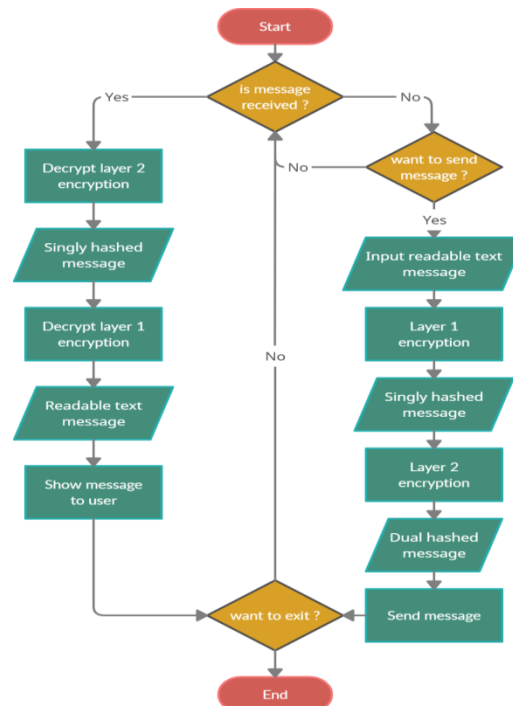 Start
is message
received ?
Yes
No
want to send
message ?
No
Yes
Decrypt layer 2
encryption
Singly hashed
message
Decrypt layer 1
encryption
Readable text
message
Show message
to user
Input readable text
message
Layer 1
encryption
Singly hashed
message
Layer 2
encryption
Dual hashed
message
Send message
No
want to exit ?
End